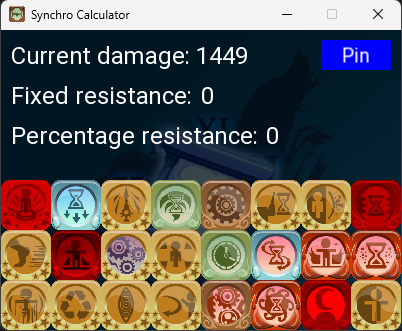 Synchro Calculator
Current damage: 1449
Pin
Fixed resistance: 0
Percentage resistance: 0